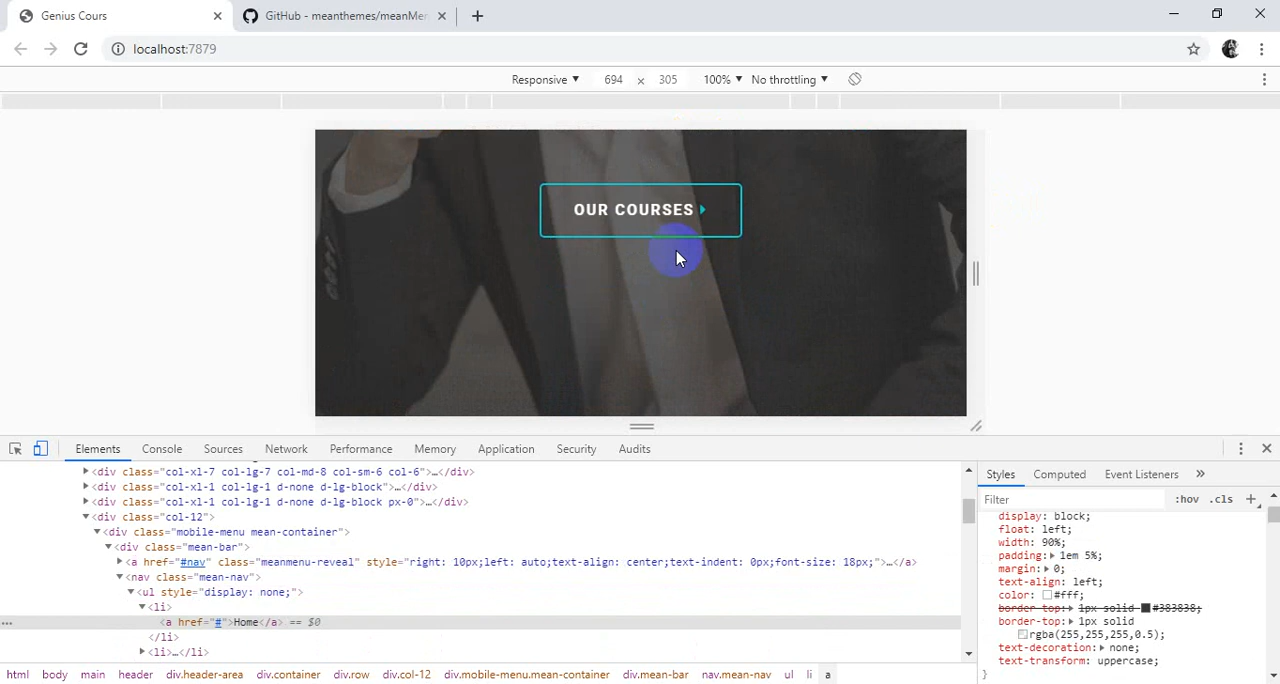 Genius Cours
GitHub - meanthemes/meanMe
localhost:7879
Responsive 694 x 305 100% No throttling
OUR COURSES
Elements Console Sources Network Performance Memory Application Security Audits
<div class="col-xl-7 col-lg-7 col-md-8 col-sm-6 col-6">…</div>
<div class="col-xl-1 col-lg-1 d-none d-lg-block">…</div>
<div class="col-xl-1 col-lg-1 d-none d-lg-block px-0">…</div>
<div class="col-12">
<div class="mobile-menu mean-container">
<div class="mean-bar">
<a href="#nav" class="meanmenu-reveal" style="right: 10px;left: auto;text-align: center;text-indent: 0px;font-size: 18px;">…</a>
<nav class="mean-nav">
<ul style="display: none;">
<li>
<a href="#">Home</a> == $0
</li>
<li>…</li>
html body main header div.header-area div.container div.row div.col-12 div.mobile-menu.mean-container div.mean-bar nav.mean-nav ul li a
Styles Computed Event Listeners »
Filter :hov .cls +
display: block;
float: left;
width: 90%;
padding: 1em 5%;
margin: 0;
text-align: left;
color: #fff;
border-top: 1px solid #383838;
border-top: 1px solid
rgba(255,255,255,0.5);
text-decoration: none;
text-transform: uppercase;
}